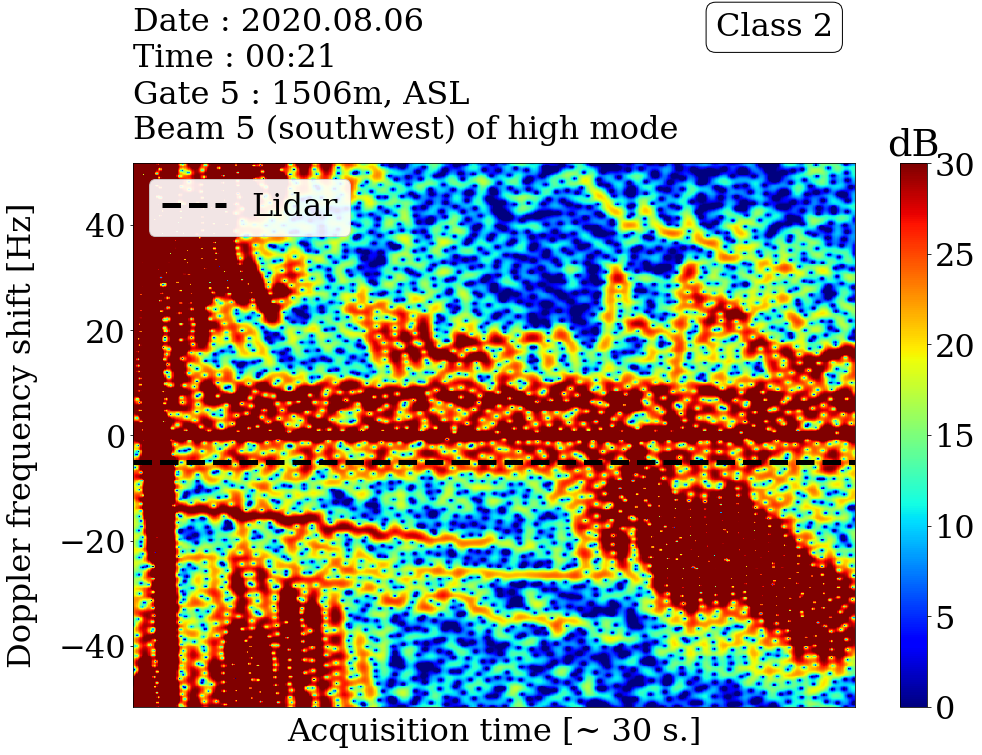 Date : 2020.08.06
Time : 00:21
Gate 5 : 1506m, ASL
Beam 5 (southwest) of high mode
Class 2
dB
Lidar
Doppler frequency shift [Hz]
40
20
0
−20
−40
30
25
20
15
10
5
0
Acquisition time [~ 30 s.]